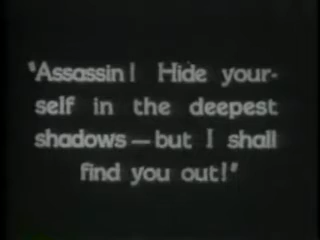 "Assassin! Hide your-
self in the deepest
shadows—but I shall
find you out!"